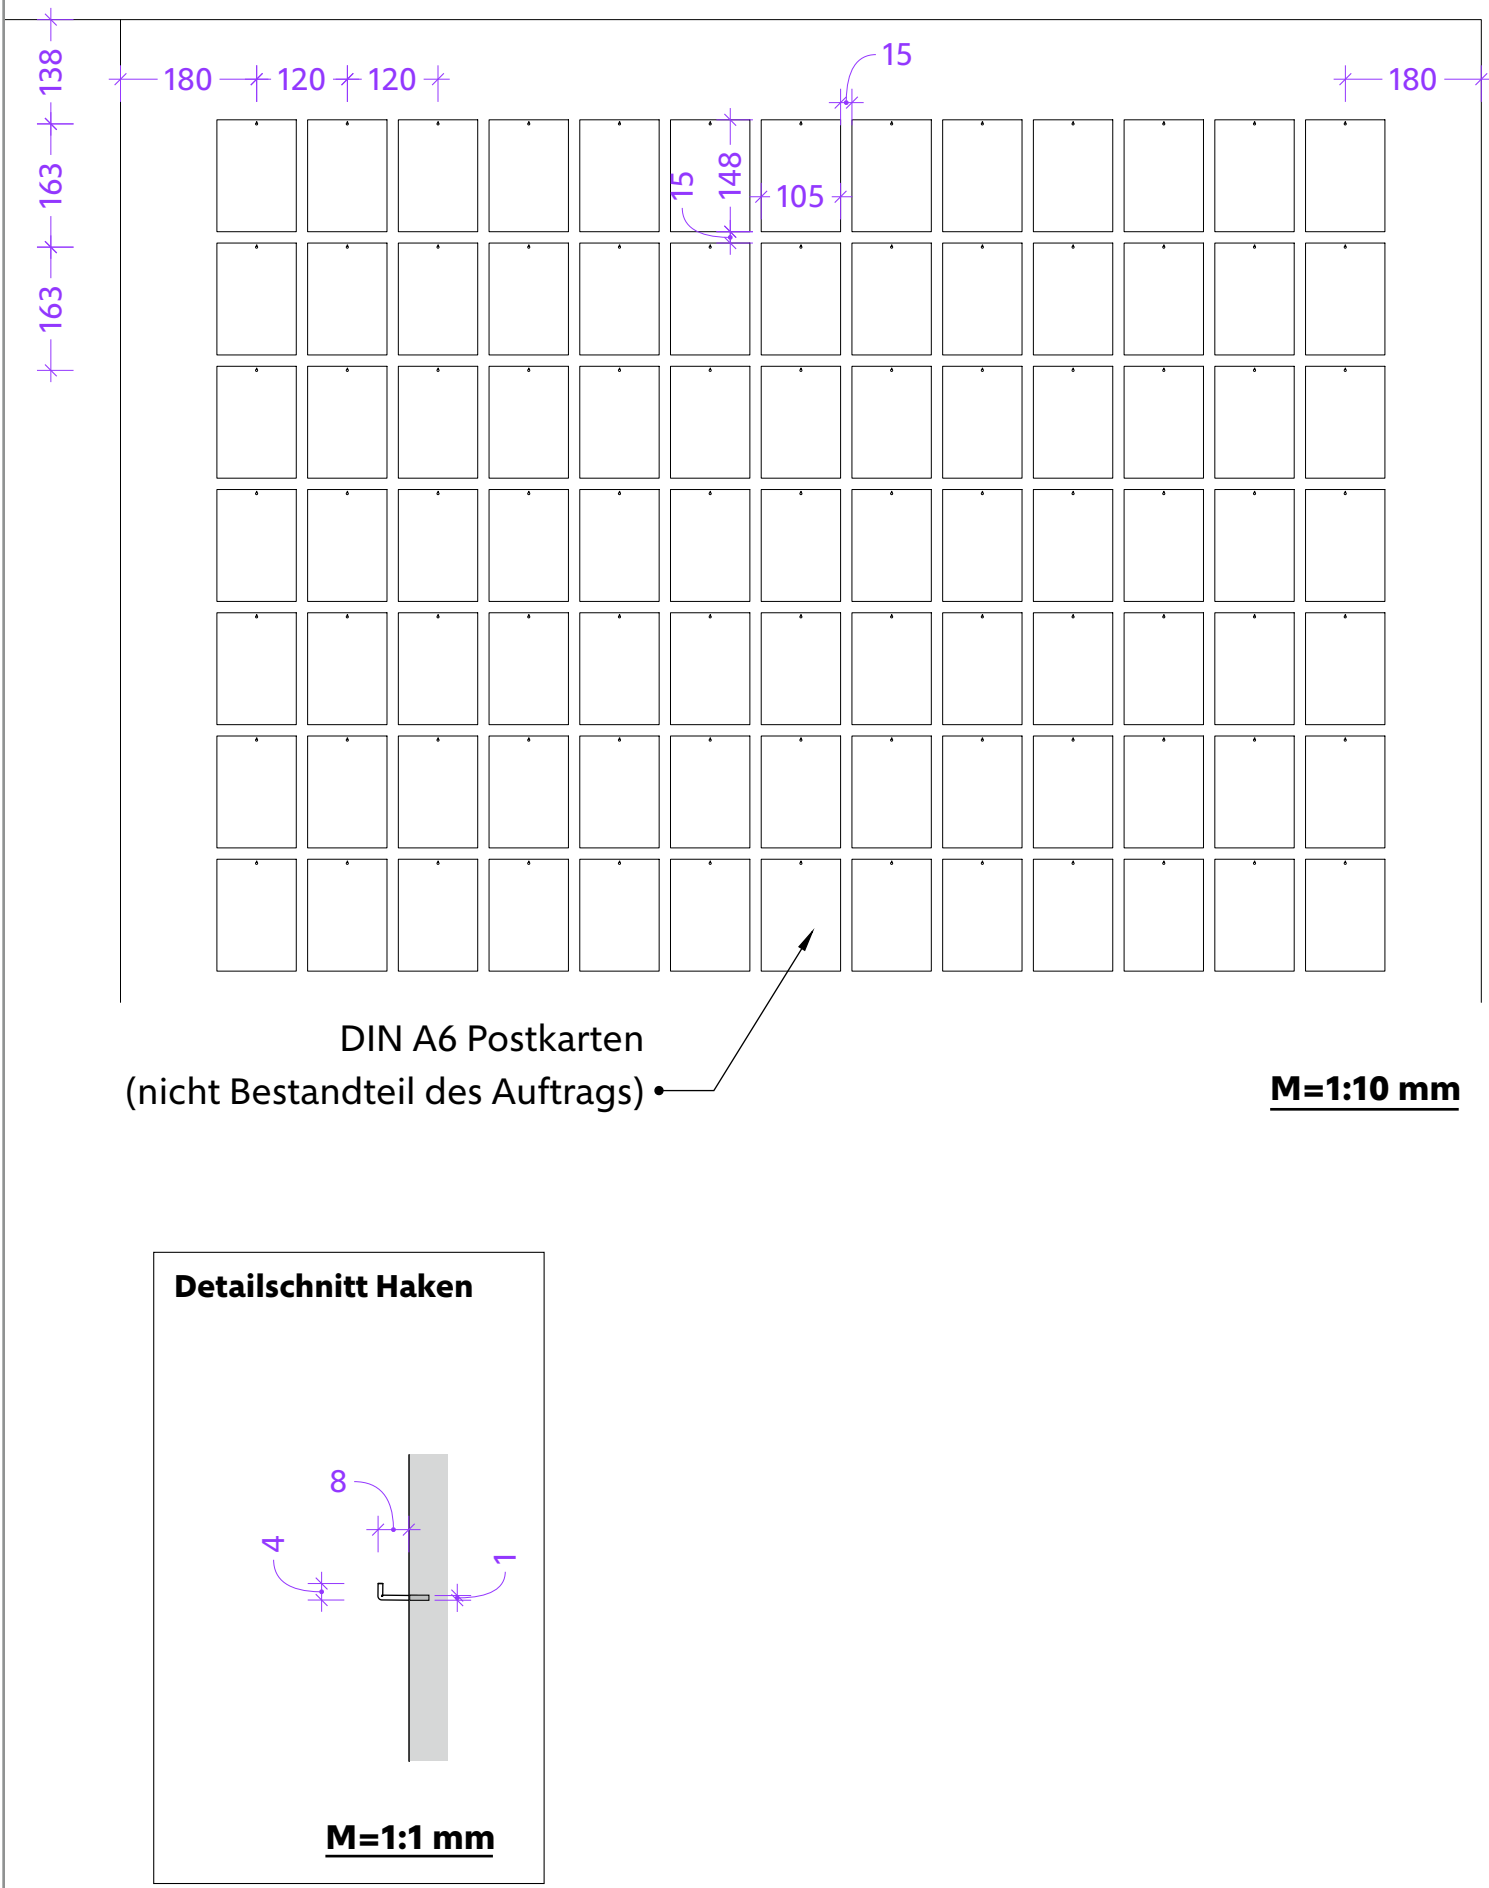 138
180
120
120
15
180
163
15
148
105
163
DIN A6 Postkarten
(nicht Bestandteil des Auftrags)
M=1:10 mm
Detailschnitt Haken
8
4
1
M=1:1 mm